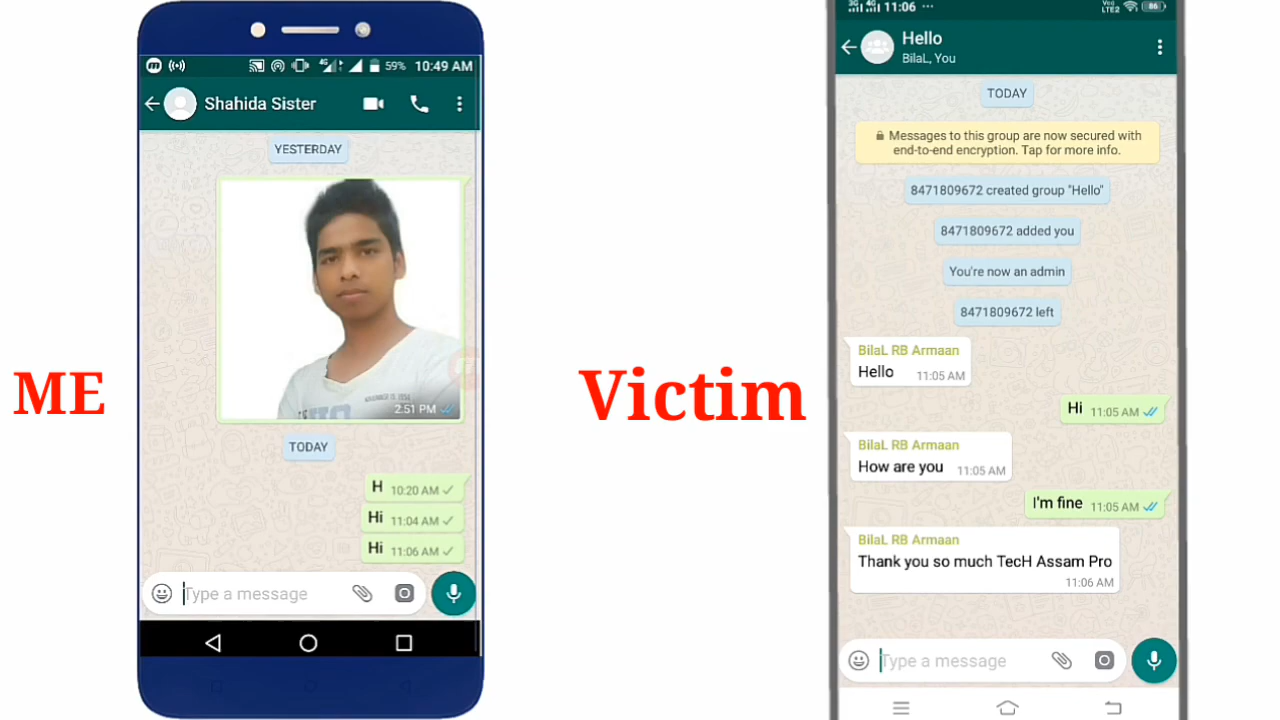 ME
59% 10:49 AM
Shahida Sister
YESTERDAY
2:51 PM
TODAY
H 10:20 AM
Hi 11:04 AM
Hi 11:06 AM
Type a message
Victim
11:06 86
Hello
BilaL, You
TODAY
Messages to this group are now secured with
end-to-end encryption. Tap for more info.
8471809672 created group "Hello"
8471809672 added you
You're now an admin
8471809672 left
BilaL RB Armaan
Hello 11:05 AM
Hi 11:05 AM
BilaL RB Armaan
How are you 11:05 AM
I'm fine 11:05 AM
BilaL RB Armaan
Thank you so much TecH Assam Pro
11:06 AM
Type a message